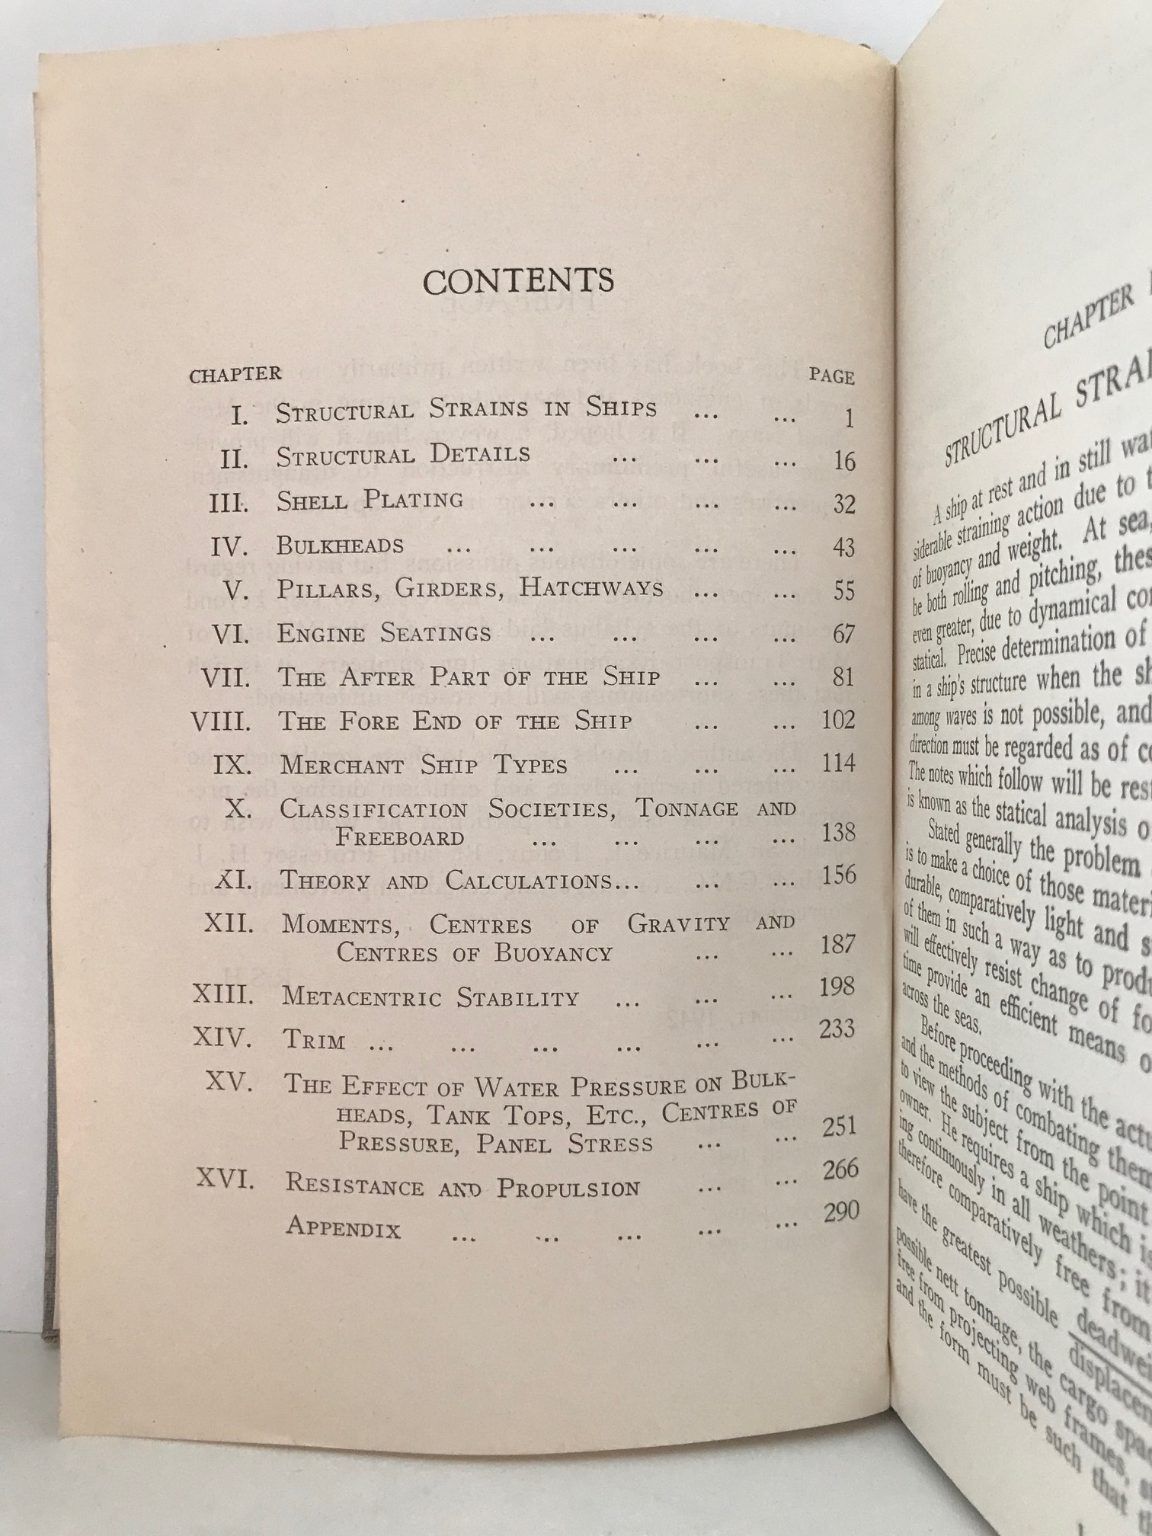 CONTENTS
CHAPTER PAGE
I. STRUCTURAL STRAINS IN SHIPS ... ... 1
II. STRUCTURAL DETAILS ... ... ... 16
III. SHELL PLATING ... ... ... ... 32
IV. BULKHEADS ... ... ... ... ... 43
V. PILLARS, GIRDERS, HATCHWAYS ... ... 55
VI. ENGINE SEATINGS ... ... ... ... 67
VII. THE AFTER PART OF THE SHIP ... ... 81
VIII. THE FORE END OF THE SHIP ... ... 102
IX. MERCHANT SHIP TYPES ... ... ... 114
X. CLASSIFICATION SOCIETIES, TONNAGE AND
FREEBOARD ... ... ... ... 138
XI. THEORY AND CALCULATIONS... ... ... 156
XII. MOMENTS, CENTRES OF GRAVITY AND
CENTRES OF BUOYANCY ... ... 187
XIII. METACENTRIC STABILITY ... ... ... 198
XIV. TRIM ... ... ... ... ... ... 233
XV. THE EFFECT OF WATER PRESSURE ON BULK-
HEADS, TANK TOPS, ETC., CENTRES OF
PRESSURE, PANEL STRESS ... ... 251
XVI. RESISTANCE AND PROPULSION ... ... 266
APPENDIX ... ... ... ... ... 290
CHAPTER
STRUCTURAL
A ship at rest and in still
siderable straining action due to
of buoyancy and weight. At sea,
be both rolling and pitching,
even greater, due to dynamical
statical. Precise determination of
in a ship's structure when the
among waves is not possible, and
direction must be regarded as of
The notes which follow will be
is known as the statical analysis
Stated generally the problem
is to make a choice of those
durable, comparatively light and
of them in such a way as to
will effectively resist change of
time provide an efficient means
across the seas.
Before proceeding with the
and the methods of combating them
to view the subject from the point
owner. He requires a ship which
ing continuously in all weathers; it
therefore comparatively free from
have the greatest possible
possible nett tonnage, the cargo
free from projecting web frames,
and the form must be such that